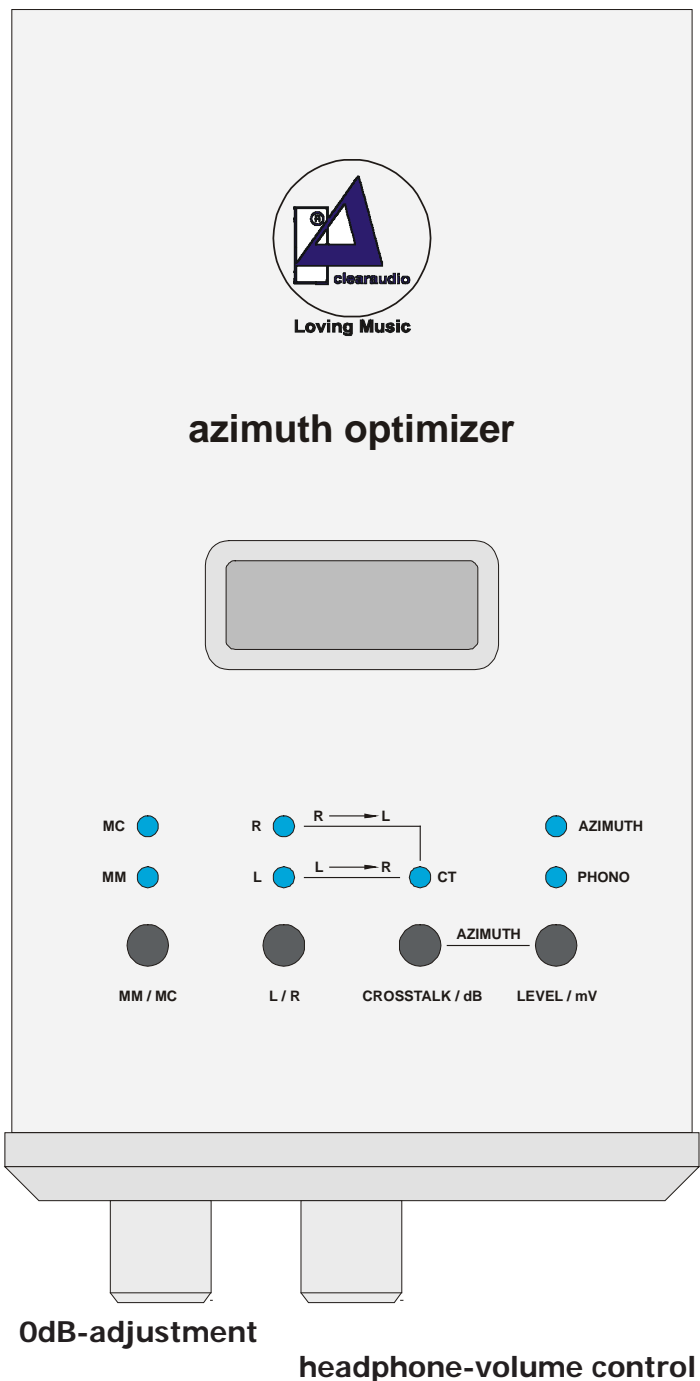 ®
clearaudio
Loving Music
azimuth optimizer
MC R R L AZIMUTH
MM L L R CT PHONO
AZIMUTH
MM / MC L / R CROSSTALK / dB LEVEL / mV
0dB-adjustment
headphone-volume control